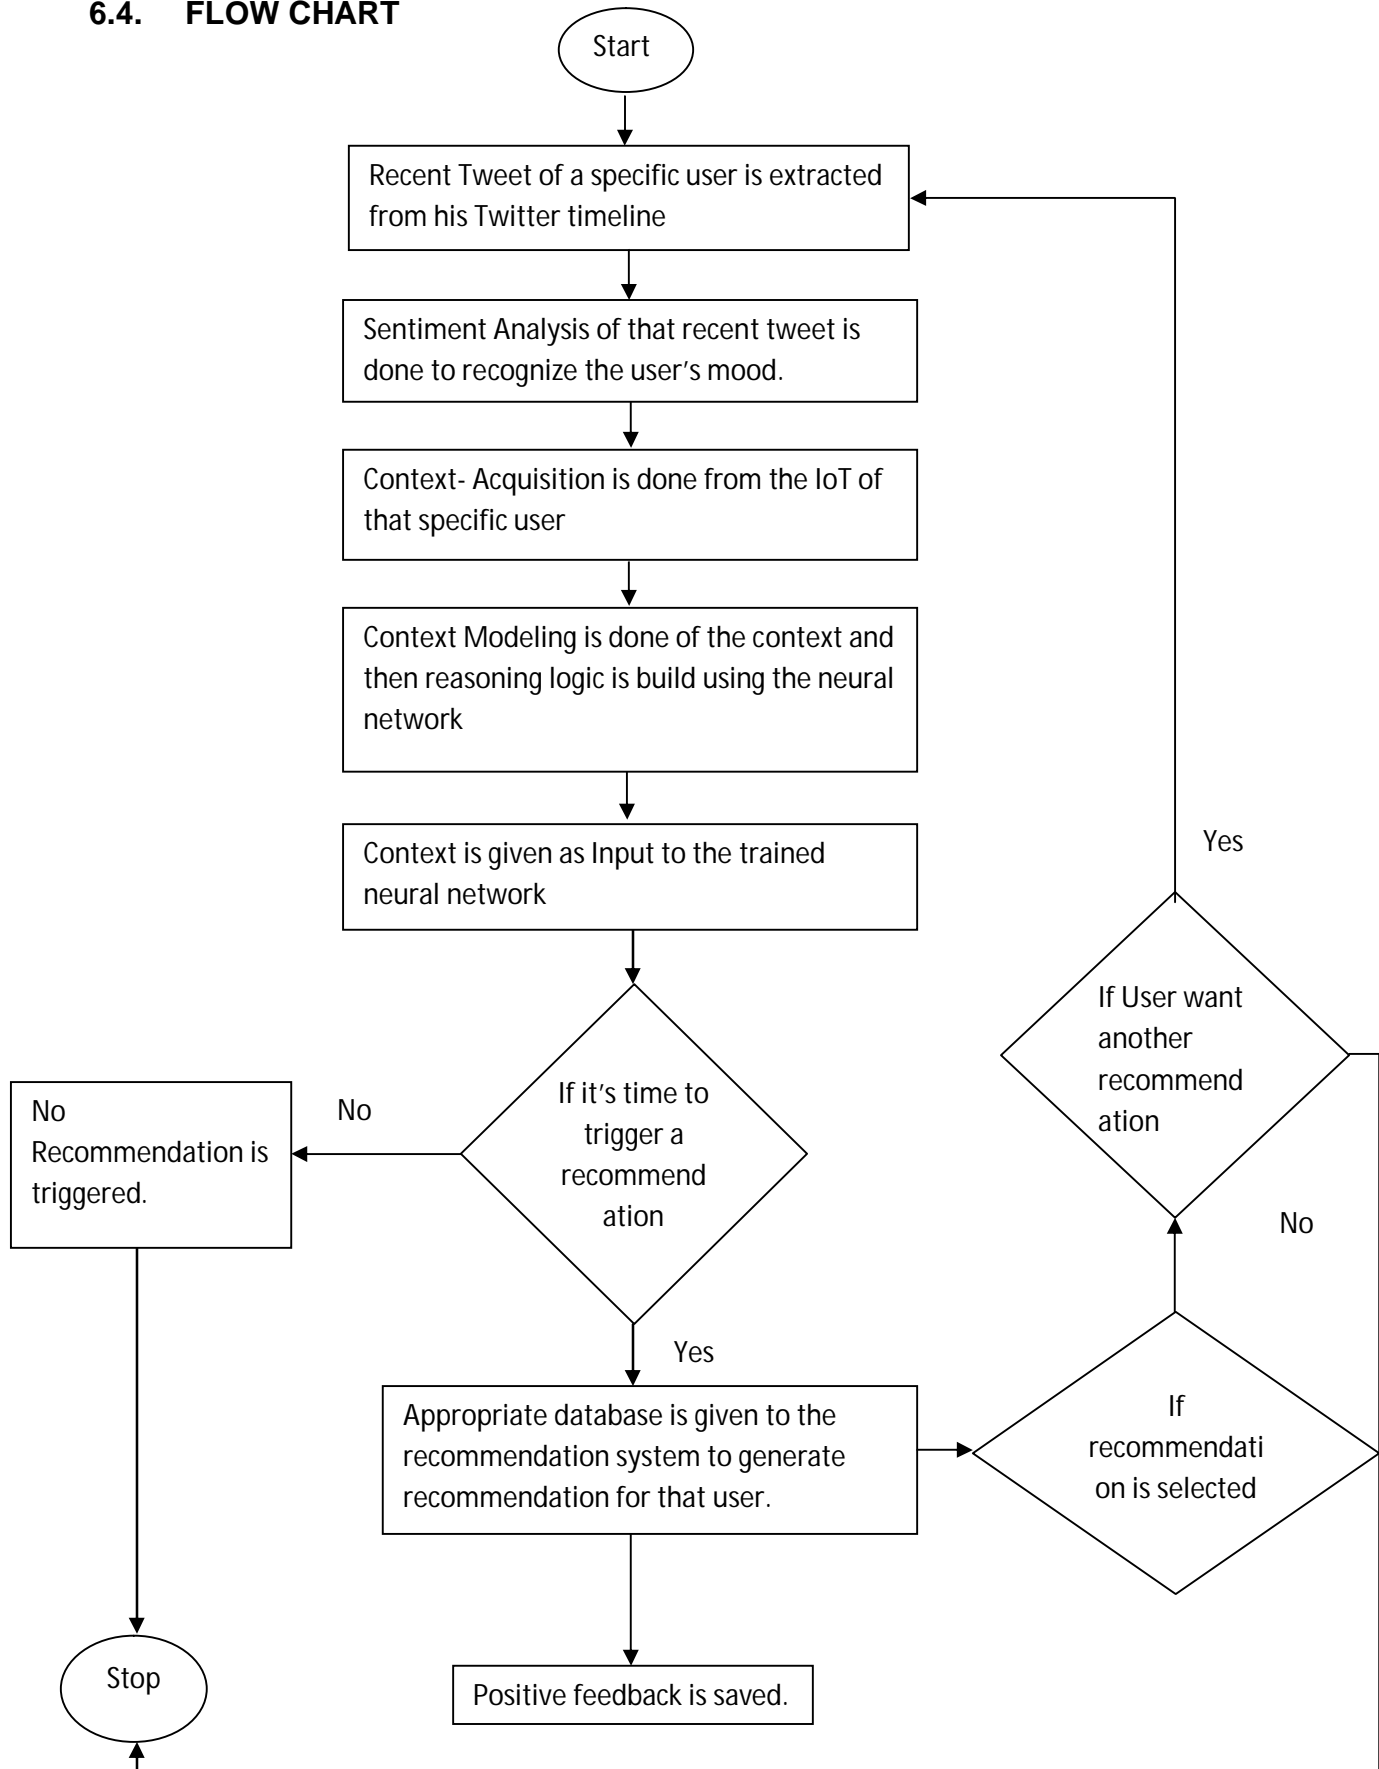 6.4. FLOW CHART
Start
Recent Tweet of a specific user is extracted
from his Twitter timeline
Sentiment Analysis of that recent tweet is
done to recognize the user’s mood.
Context- Acquisition is done from the IoT of
that specific user
Context Modeling is done of the context and
then reasoning logic is build using the neural
network
Context is given as Input to the trained
neural network
Yes
If User want
another
recommend
ation
If it’s time to
trigger a
recommend
ation
No
No
Recommendation is
triggered.
No
Yes
Appropriate database is given to the
recommendation system to generate
recommendation for that user.
If
recommendati
on is selected
Stop
Positive feedback is saved.